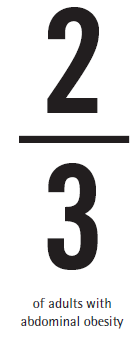 2
3
of adults with
abdominal obesity